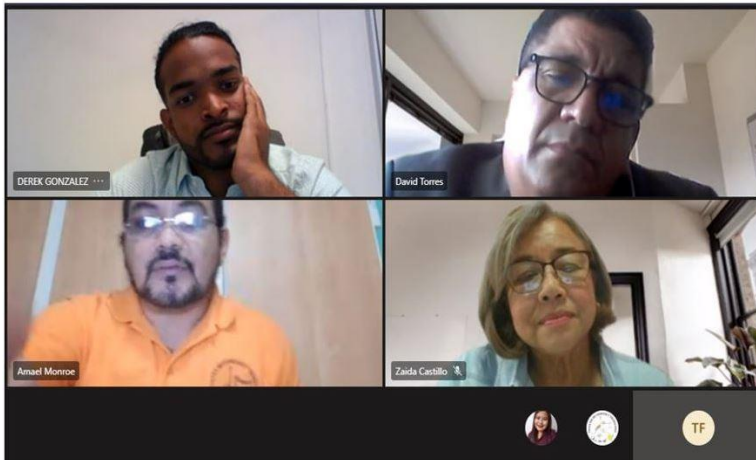 DEREK GONZALEZ ···
David Torres
Amael Monroe
Zaida Castillo
TF